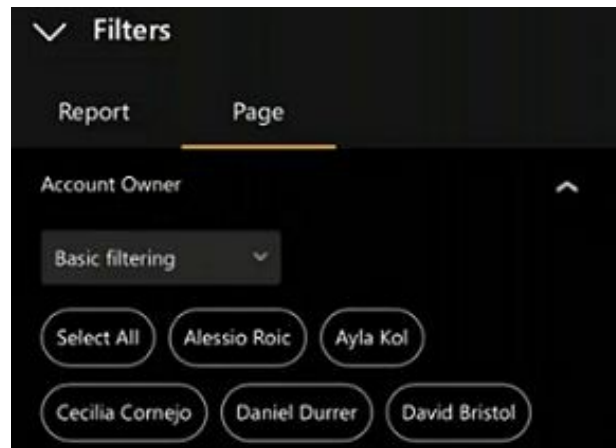 Filters
Report Page
Account Owner
Basic filtering
Select All Alessio Roic Ayla Kol
Cecilia Cornejo Daniel Durrer David Bristol